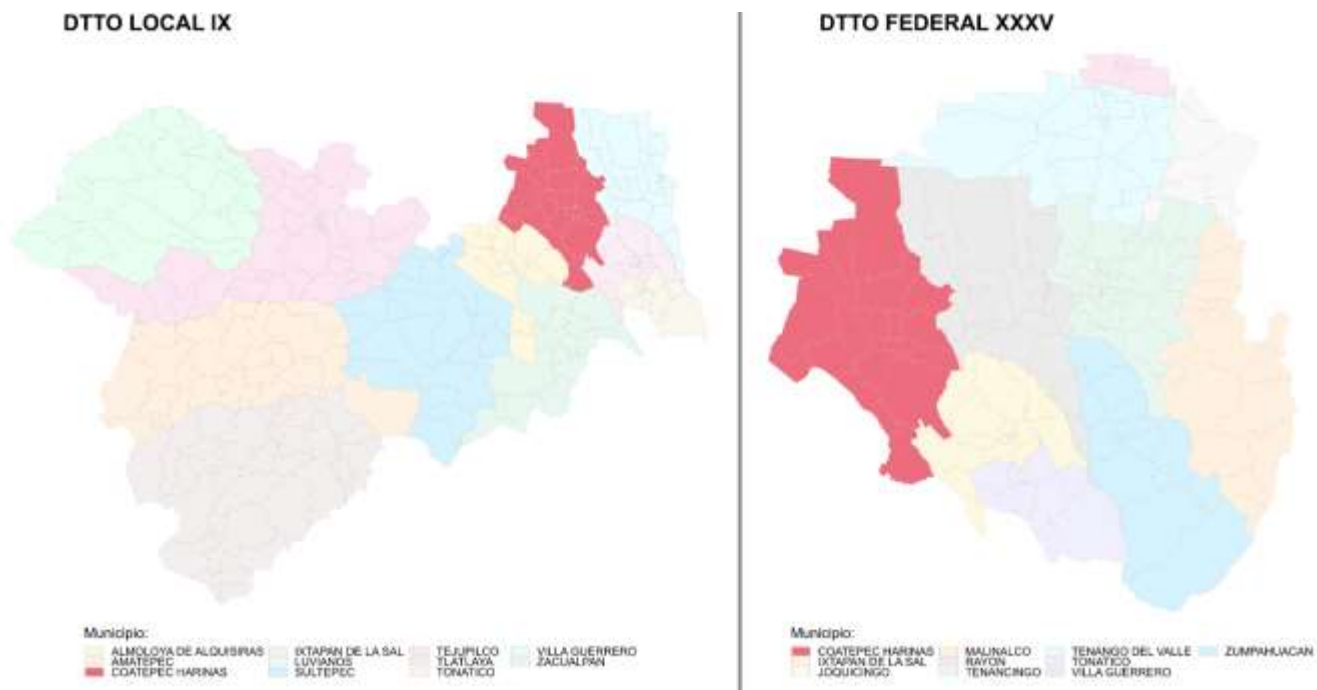 DTTO LOCAL IX
DTTO FEDERAL XXXV
Municipio:
ALMOLOYA DE ALQUISIRAS
AMATEPEC
COATEPEC HARINAS
IXTAPAN DE LA SAL
LUVIANOS
SULTEPEC
TEJUPILCO
TLATLAYA
TONATICO
VILLA GUERRERO
ZACUALPAN
Municipio:
COATEPEC HARINAS
IXTAPAN DE LA SAL
JOQUICINGO
MALINALCO
RAYON
TENANCINGO
TENANGO DEL VALLE
TONATICO
VILLA GUERRERO
ZUMPAHUACAN